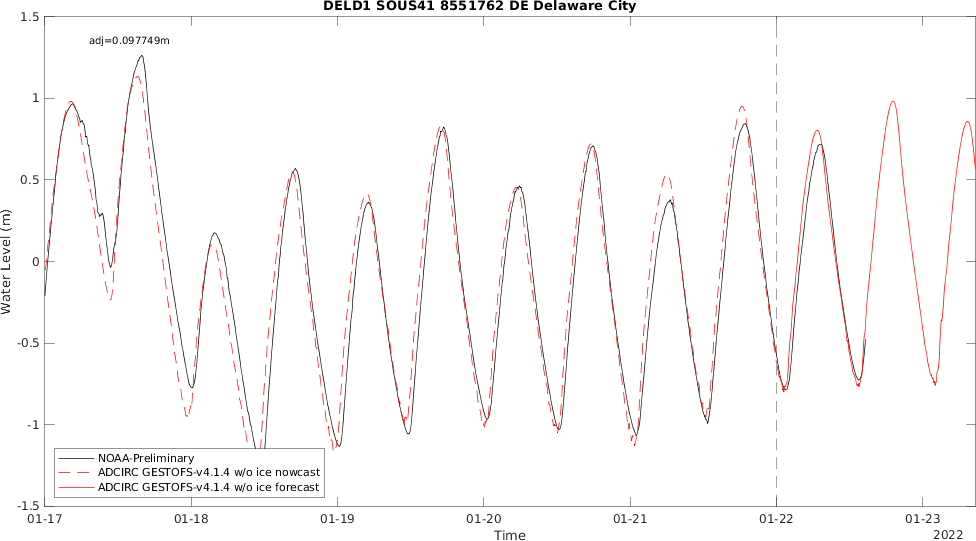 DELD1 SOUS41 8551762 DE Delaware City
adj=0.097749m
Water Level (m)
1.5
1
0.5
0
-0.5
-1
-1.5
NOAA-Preliminary
ADCIRC GESTOFS-v4.1.4 w/o ice nowcast
ADCIRC GESTOFS-v4.1.4 w/o ice forecast
01-17 01-18 01-19 01-20 01-21 01-22 01-23
Time
2022